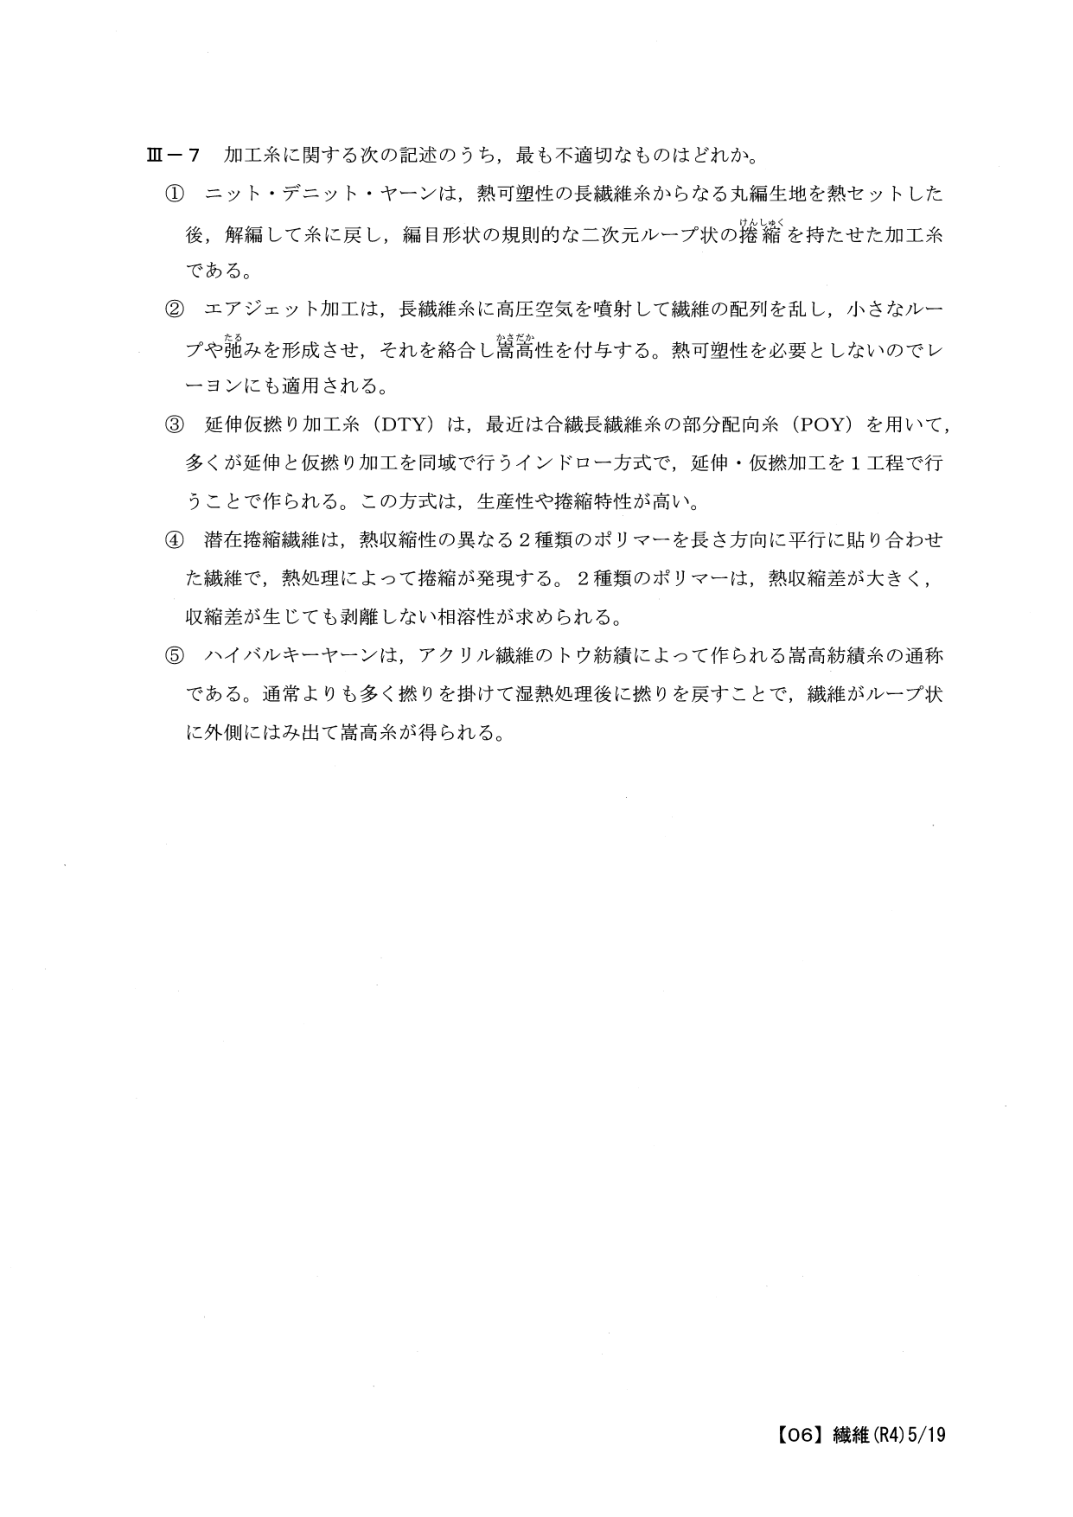 Ⅲ－７　加工糸に関する次の記述のうち，最も不適切なものはどれか。
①　ニット・デニット・ヤーンは，熱可塑性の長繊維糸からなる丸編生地を熱セットした
けんしゅく
後，解編して糸に戻し，編目形状の規則的な二次元ループ状の捲縮を持たせた加工糸
である。
②　エアジェット加工は，長繊維糸に高圧空気を噴射して繊維の配列を乱し，小さなルー
たる　かさだか
プや弛みを形成させ，それを絡合し嵩高性を付与する。熱可塑性を必要としないのでレ
ーヨンにも適用される。
③　延伸仮撚り加工糸（DTY）は，最近は合繊長繊維糸の部分配向糸（POY）を用いて，
多くが延伸と仮撚り加工を同域で行うインドロー方式で，延伸・仮撚加工を１工程で行
うことで作られる。この方式は，生産性や捲縮特性が高い。
④　潜在捲縮繊維は，熱収縮性の異なる２種類のポリマーを長さ方向に平行に貼り合わせ
た繊維で，熱処理によって捲縮が発現する。２種類のポリマーは，熱収縮差が大きく，
収縮差が生じても剥離しない相溶性が求められる。
⑤　ハイバルキーヤーンは，アクリル繊維のトウ紡績によって作られる嵩高紡績糸の通称
である。通常よりも多く撚りを掛けて湿熱処理後に撚りを戻すことで，繊維がループ状
に外側にはみ出て嵩高糸が得られる。
【06】繊維(R4)5/19